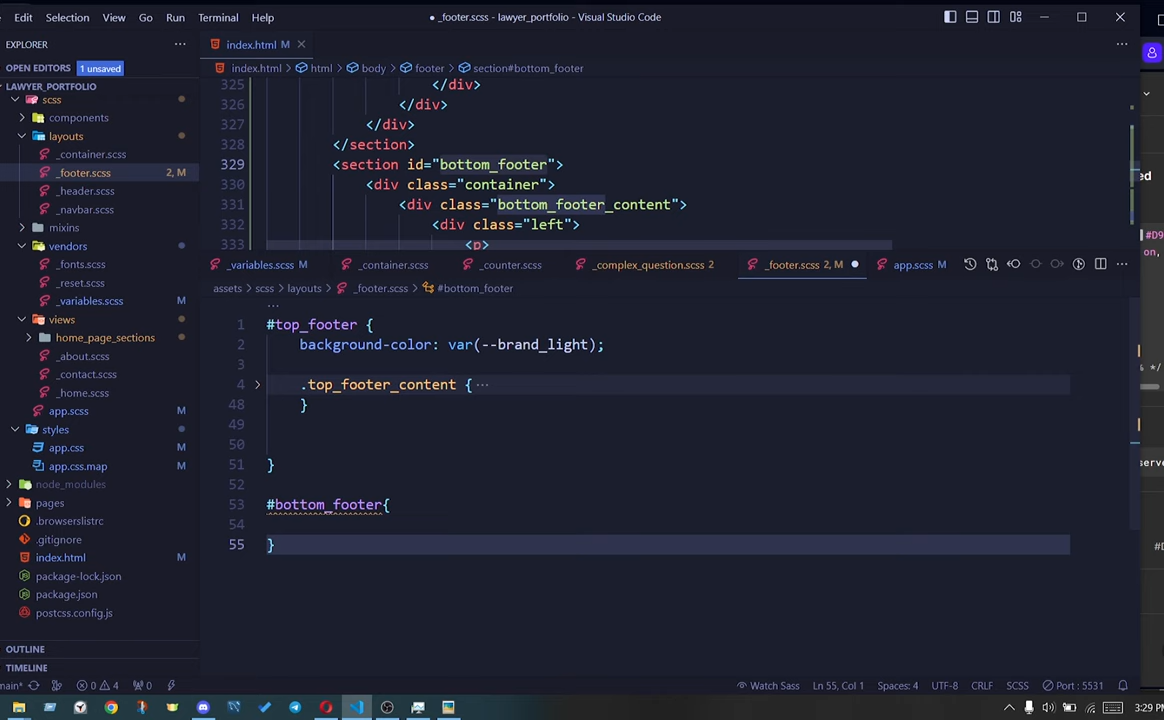 Edit Selection View Go Run Terminal Help
● _footer.scss - lawyer_portfolio - Visual Studio Code
EXPLORER ···
OPEN EDITORS 1 unsaved
LAWYER_PORTFOLIO
scss
components
layouts
_container.scss
_footer.scss 2, M
_header.scss
_navbar.scss
mixins
vendors
_fonts.scss
_reset.scss
_variables.scss M
views
home_page_sections
_about.scss
_contact.scss
_home.scss
app.scss M
styles
app.css M
app.css.map M
node_modules
pages
.browserslistrc
.gitignore
index.html M
package-lock.json
package.json
postcss.config.js
OUTLINE
TIMELINE
index.html M
index.html > html > body > footer > section#bottom_footer
325 </div>
326 </div>
327 </div>
328 </section>
329 <section id="bottom_footer">
330 <div class="container">
331 <div class="bottom_footer_content">
332 <div class="left">
333 <p>
_variables.scss M _container.scss _counter.scss _complex_question.scss 2 _footer.scss 2, M ● app.scss M ···
assets > scss > layouts > _footer.scss > #bottom_footer
···
1 #top_footer {
2 background-color: var(--brand_light);
3
4 .top_footer_content { ···
48 }
49
50
51 }
52
53 #bottom_footer{
54
55 }
ed
#D9
on,
% */
serve
#D
main* 0 4 0 Watch Sass Ln 55, Col 1 Spaces: 4 UTF-8 CRLF SCSS Port : 5531
3:29 PM